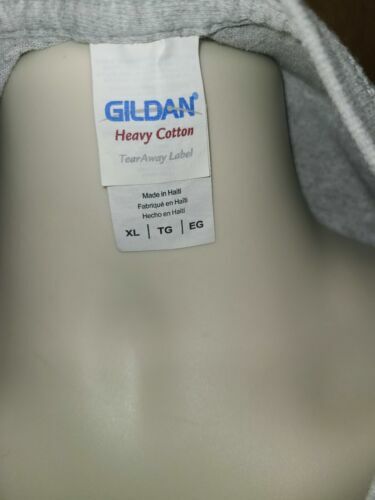 GILDAN®
Heavy Cotton
TearAway Label
Made in Haiti
Fabriqué en Haïti
Hecho en Haití
XL | TG | EG